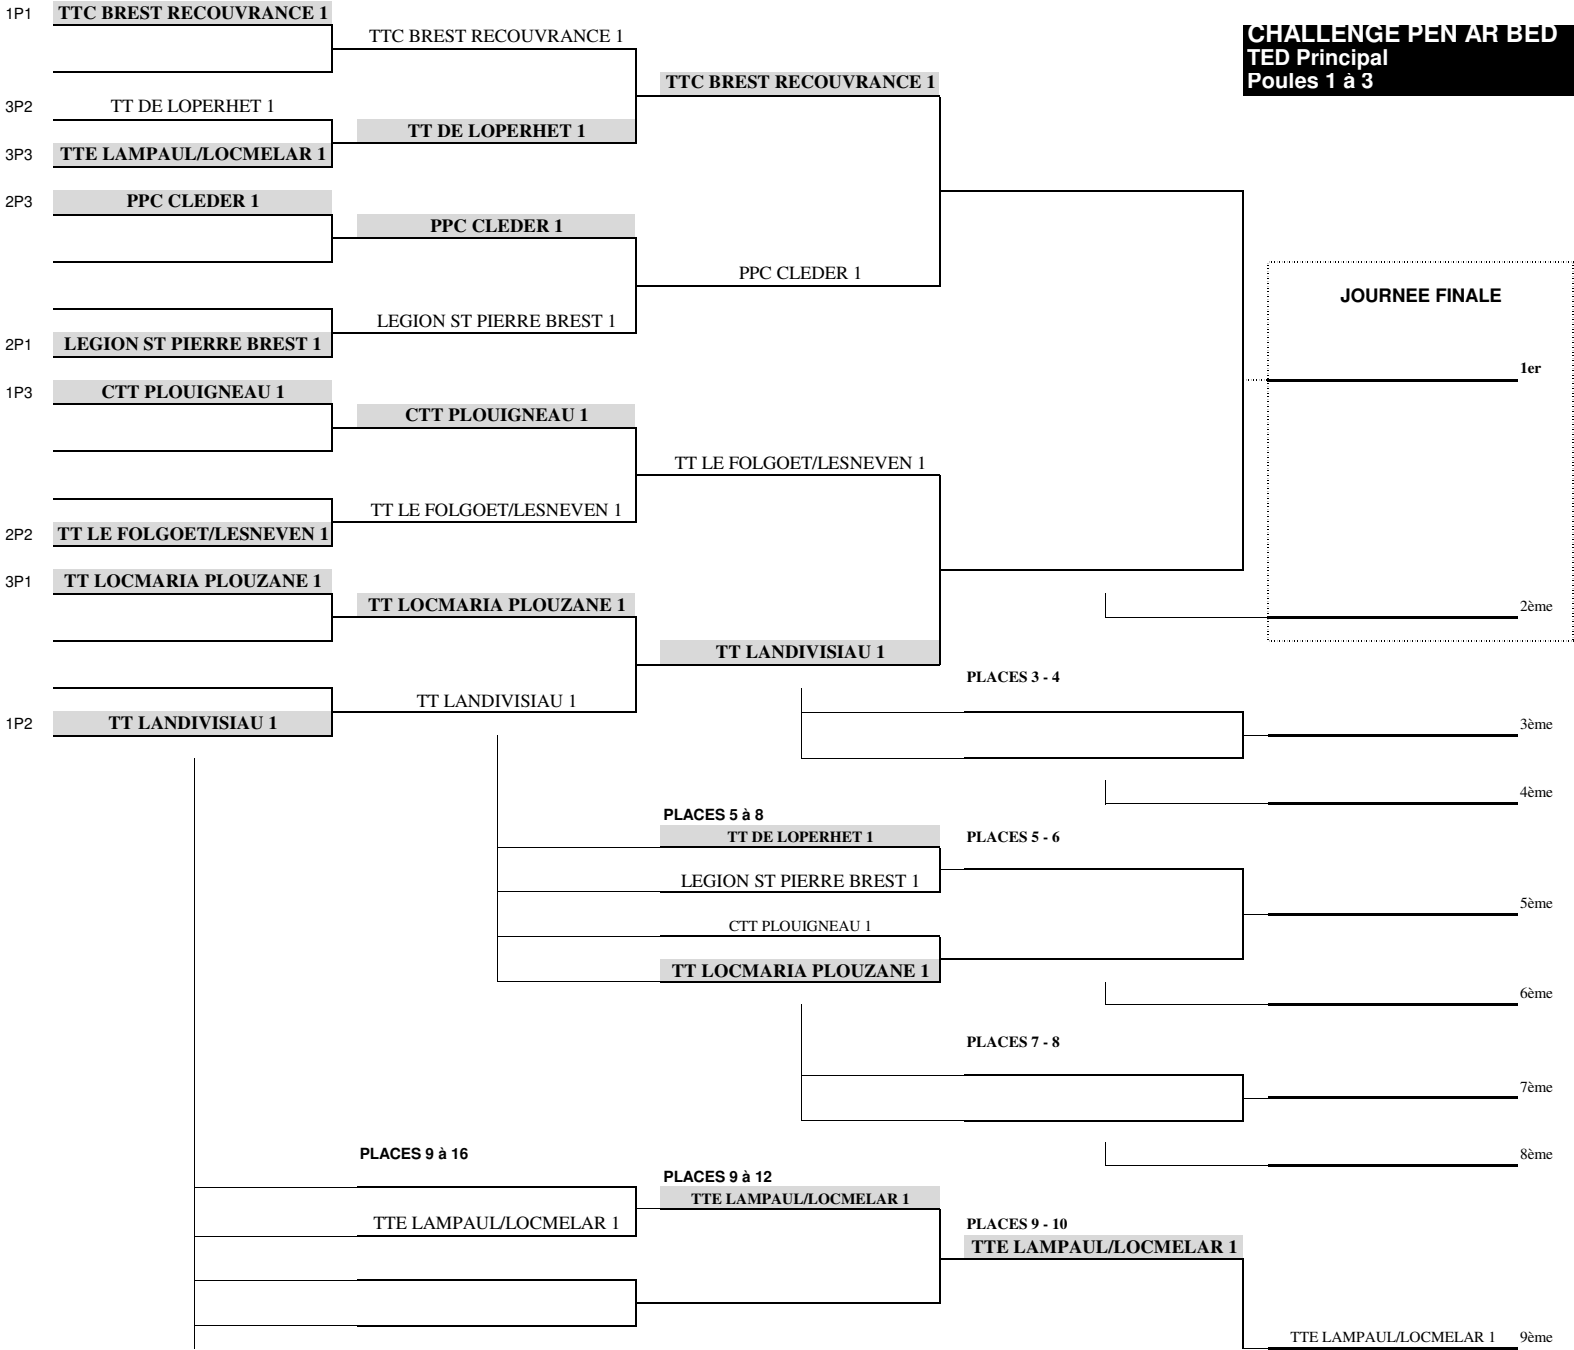 1P1 TTC BREST RECOUVRANCE 1
TTC BREST RECOUVRANCE 1
CHALLENGE PEN AR BED
TED Principal
Poules 1 à 3
TTC BREST RECOUVRANCE 1
3P2 TT DE LOPERHET 1
TT DE LOPERHET 1
3P3 TTE LAMPAUL/LOCMELAR 1
2P3 PPC CLEDER 1
PPC CLEDER 1
PPC CLEDER 1
JOURNEE FINALE
LEGION ST PIERRE BREST 1
2P1 LEGION ST PIERRE BREST 1
1er
1P3 CTT PLOUIGNEAU 1
CTT PLOUIGNEAU 1
TT LE FOLGOET/LESNEVEN 1
TT LE FOLGOET/LESNEVEN 1
2P2 TT LE FOLGOET/LESNEVEN 1
3P1 TT LOCMARIA PLOUZANE 1
TT LOCMARIA PLOUZANE 1
2ème
TT LANDIVISIAU 1
PLACES 3 - 4
TT LANDIVISIAU 1
1P2 TT LANDIVISIAU 1
3ème
4ème
PLACES 5 à 8
TT DE LOPERHET 1
PLACES 5 - 6
LEGION ST PIERRE BREST 1
5ème
CTT PLOUIGNEAU 1
TT LOCMARIA PLOUZANE 1
6ème
PLACES 7 - 8
7ème
8ème
PLACES 9 à 16
PLACES 9 à 12
TTE LAMPAUL/LOCMELAR 1
TTE LAMPAUL/LOCMELAR 1
PLACES 9 - 10
TTE LAMPAUL/LOCMELAR 1
TTE LAMPAUL/LOCMELAR 1 9ème